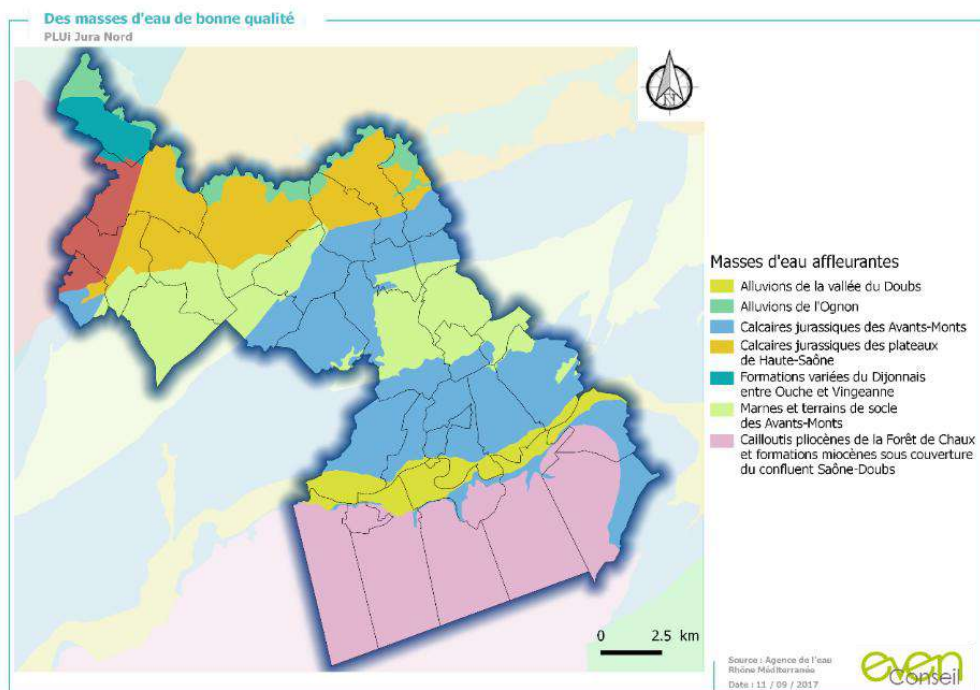 Des masses d'eau de bonne qualité
PLUi Jura Nord
N
Masses d'eau affleurantes
Alluvions de la vallée du Doubs
Alluvions de l'Ognon
Calcaires jurassiques des Avants-Monts
Calcaires jurassiques des plateaux
de Haute-Saône
Formations variées du Dijonnais
entre Ouche et Vingeanne
Marnes et terrains de socle
des Avants-Monts
Cailloutis pliocènes de la Forêt de Chaux
et formations miocènes sous couverture
du confluent Saône-Doubs
0 2.5 km
Source : Agence de l'eau
Rhône Méditerranée
Date : 11 / 09 / 2017
even
Conseil